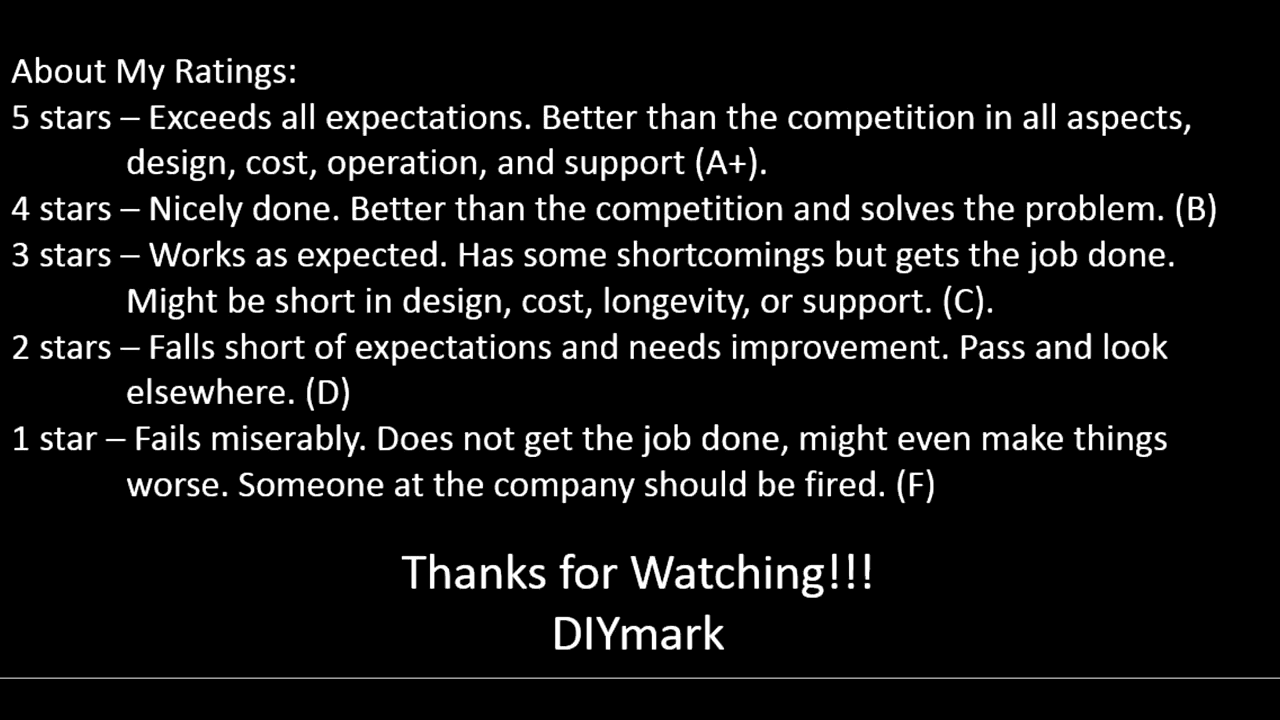 About My Ratings:
5 stars – Exceeds all expectations. Better than the competition in all aspects,
design, cost, operation, and support (A+).
4 stars – Nicely done. Better than the competition and solves the problem. (B)
3 stars – Works as expected. Has some shortcomings but gets the job done.
Might be short in design, cost, longevity, or support. (C).
2 stars – Falls short of expectations and needs improvement. Pass and look
elsewhere. (D)
1 star – Fails miserably. Does not get the job done, might even make things
worse. Someone at the company should be fired. (F)
Thanks for Watching!!!
DIYmark